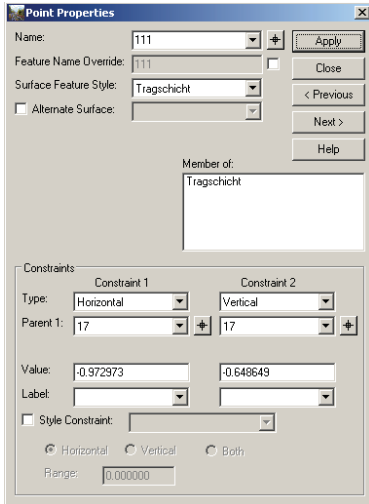 Point Properties
Name: 111 Apply
Feature Name Override: 111 Close
Surface Feature Style: Tragschicht < Previous
Alternate Surface: Next >
Help
Member of:
Tragschicht
Constraints
Constraint 1 Constraint 2
Type: Horizontal Vertical
Parent 1: 17 17
Value: -0.972973 -0.648649
Label:
Style Constraint:
Horizontal Vertical Both
Range: 0.000000